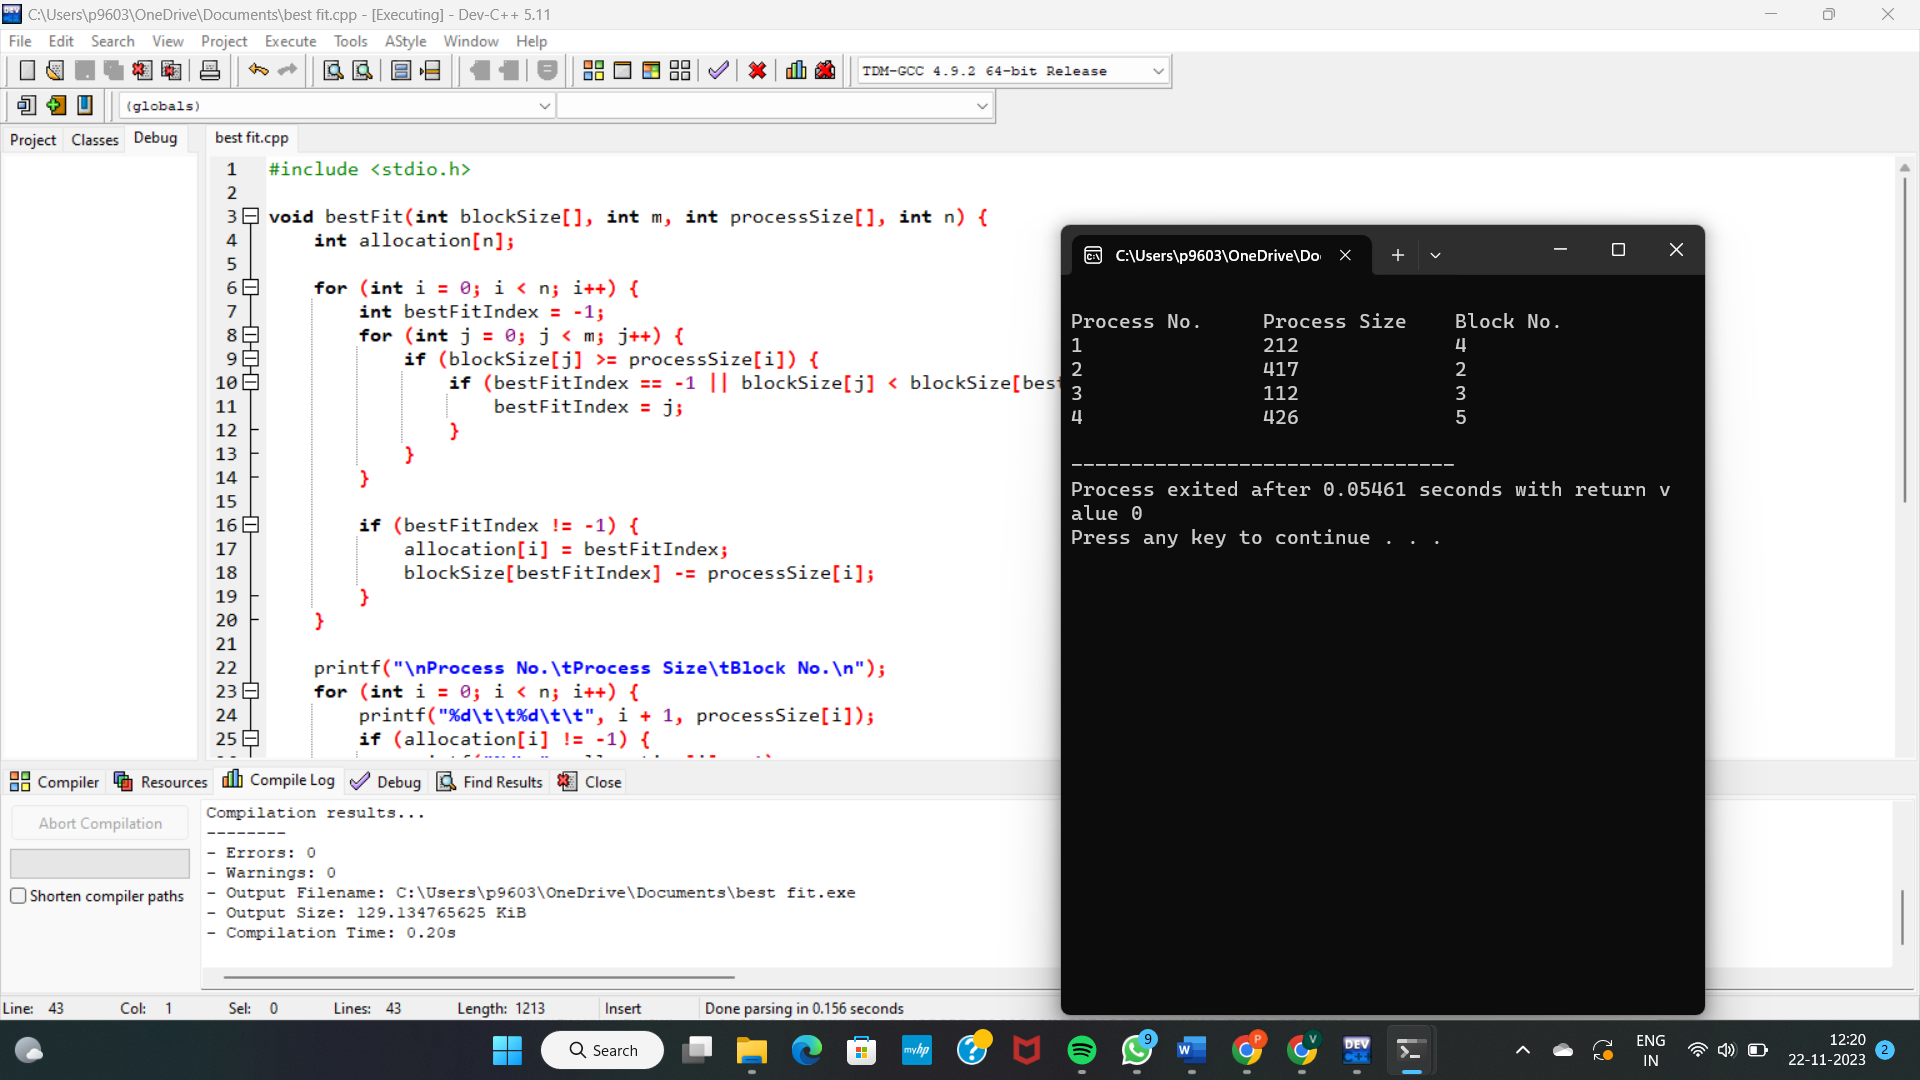 C:\Users\p9603\OneDrive\Documents\best fit.cpp - [Executing] - Dev-C++ 5.11
File Edit Search View Project Execute Tools AStyle Window Help
TDM-GCC 4.9.2 64-bit Release
(globals)
Project Classes Debug best fit.cpp
1 #include <stdio.h>
2
3 void bestFit(int blockSize[], int m, int processSize[], int n) {
4 int allocation[n];
5
6 for (int i = 0; i < n; i++) {
7 int bestFitIndex = -1;
8 for (int j = 0; j < m; j++) {
9 if (blockSize[j] >= processSize[i]) {
10 if (bestFitIndex == -1 || blockSize[j] < blockSize[bes
11 bestFitIndex = j;
12 }
13 }
14 }
15
16 if (bestFitIndex != -1) {
17 allocation[i] = bestFitIndex;
18 blockSize[bestFitIndex] -= processSize[i];
19 }
20 }
21
22 printf("\nProcess No.\tProcess Size\tBlock No.\n");
23 for (int i = 0; i < n; i++) {
24 printf("%d\t\t%d\t\t", i + 1, processSize[i]);
25 if (allocation[i] != -1) {
C:\Users\p9603\OneDrive\Do
Process No. Process Size Block No.
1 212 4
2 417 2
3 112 3
4 426 5
--------------------------------
Process exited after 0.05461 seconds with return v
alue 0
Press any key to continue . . .
Compiler Resources Compile Log Debug Find Results Close
Abort Compilation
Shorten compiler paths
Compilation results...
--------
- Errors: 0
- Warnings: 0
- Output Filename: C:\Users\p9603\OneDrive\Documents\best fit.exe
- Output Size: 129.134765625 KiB
- Compilation Time: 0.20s
Line: 43 Col: 1 Sel: 0 Lines: 43 Length: 1213 Insert Done parsing in 0.156 seconds
Search
myhp
9
W
P
V
DEV
C++
ENG
IN
12:20
22-11-2023
2